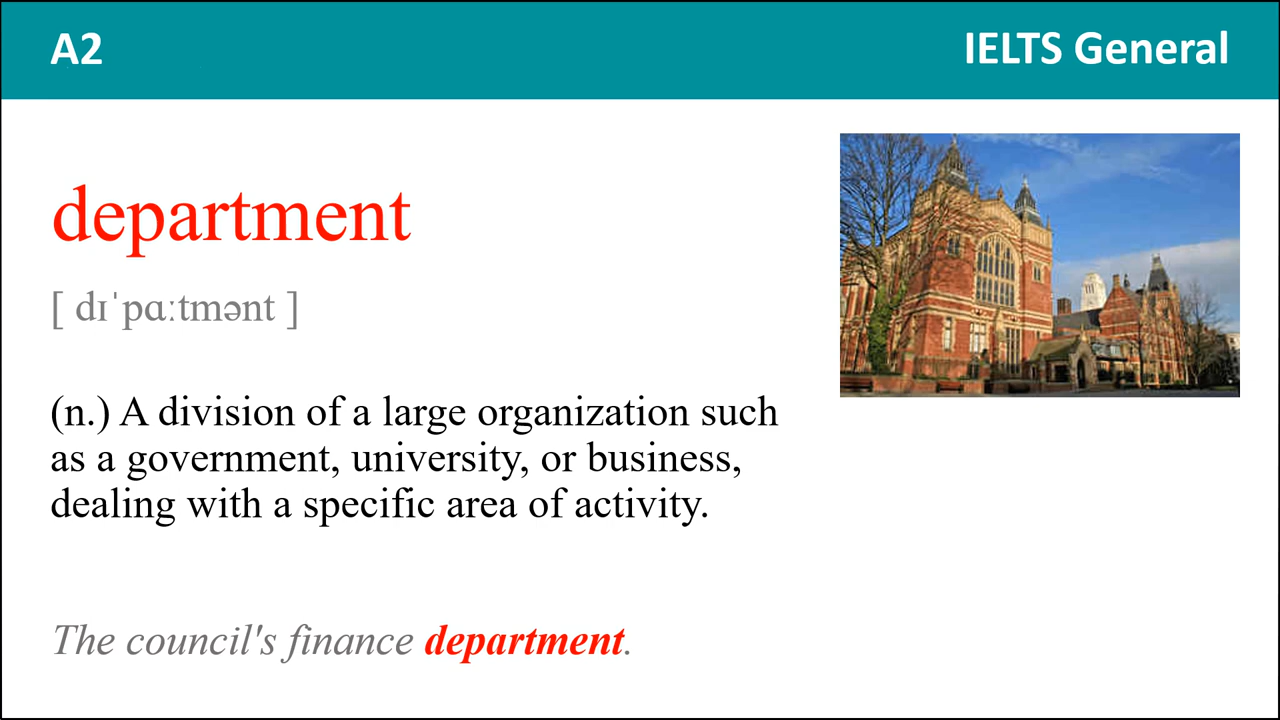 A2
IELTS General
department
[ dɪˈpɑːtmənt ]
(n.) A division of a large organization such
as a government, university, or business,
dealing with a specific area of activity.
The council's finance department.